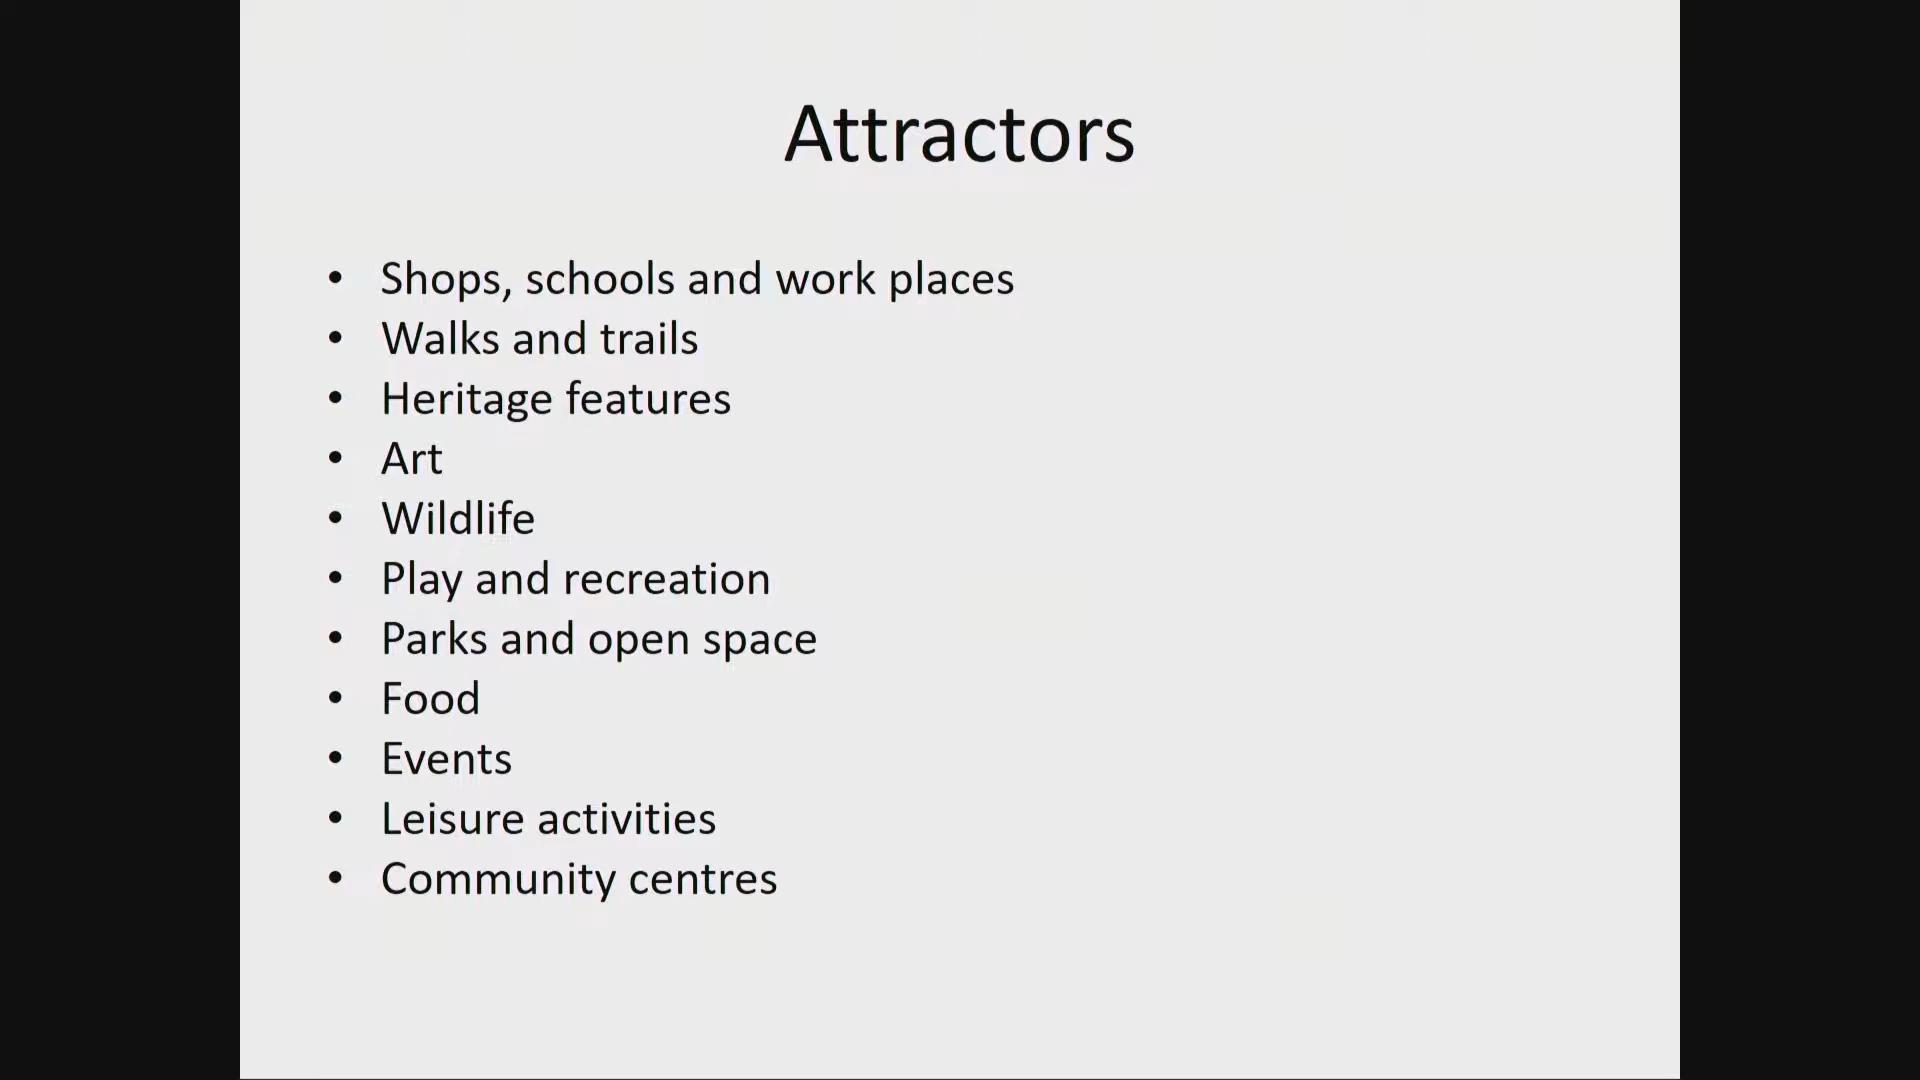 Attractors
• Shops, schools and work places
• Walks and trails
• Heritage features
• Art
• Wildlife
• Play and recreation
• Parks and open space
• Food
• Events
• Leisure activities
• Community centres